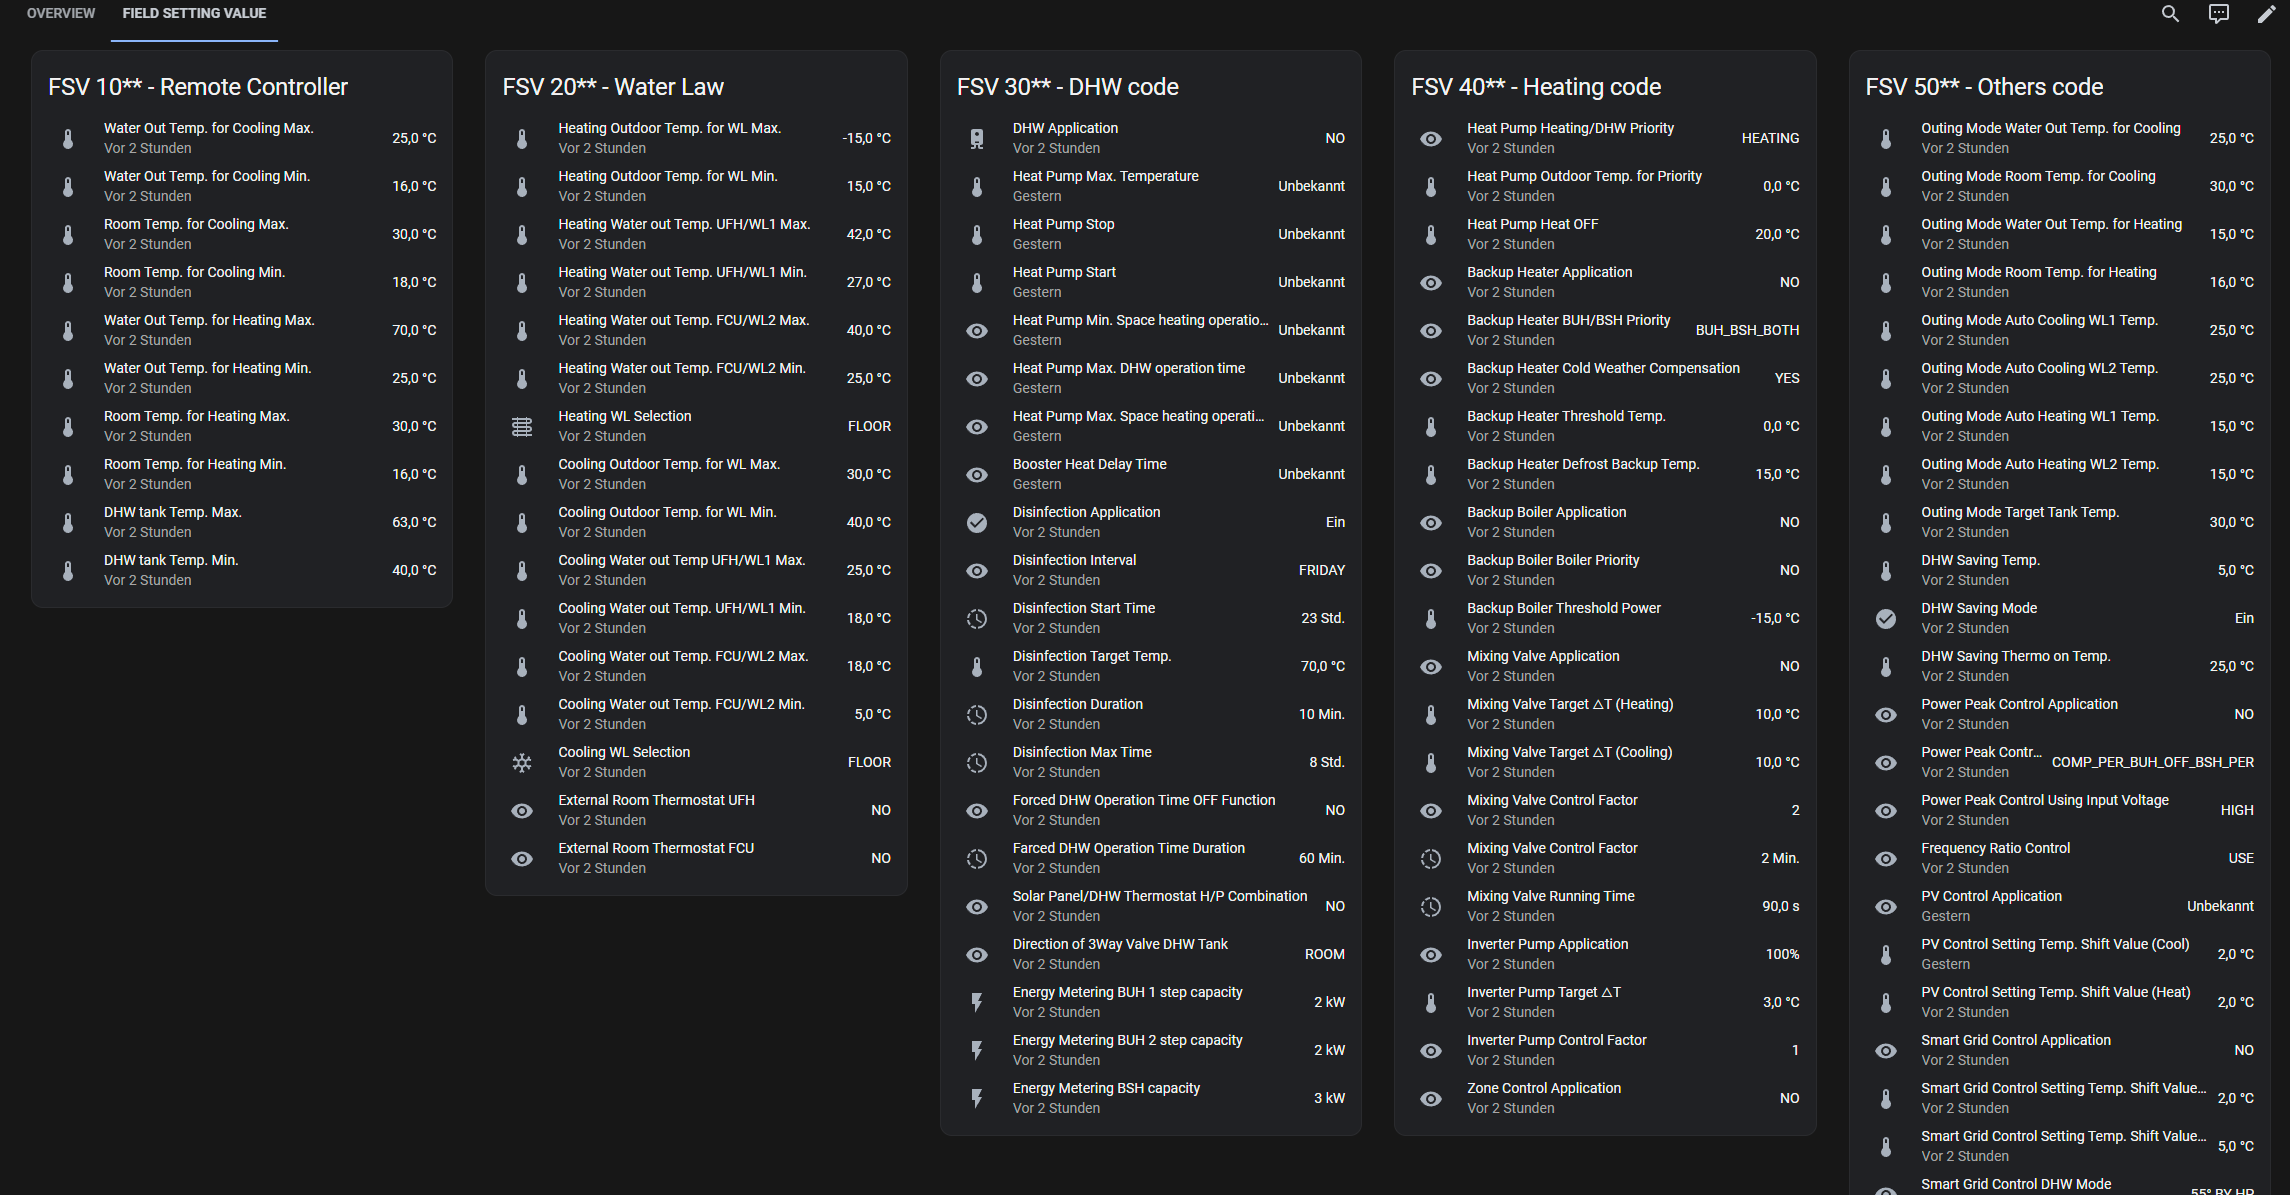 OVERVIEW
FIELD SETTING VALUE
FSV 10** - Remote Controller
Water Out Temp. for Cooling Max.
Vor 2 Stunden
25,0 °C
Water Out Temp. for Cooling Min.
Vor 2 Stunden
16,0 °C
Room Temp. for Cooling Max.
Vor 2 Stunden
30,0 °C
Room Temp. for Cooling Min.
Vor 2 Stunden
18,0 °C
Water Out Temp. for Heating Max.
Vor 2 Stunden
70,0 °C
Water Out Temp. for Heating Min.
Vor 2 Stunden
25,0 °C
Room Temp. for Heating Max.
Vor 2 Stunden
30,0 °C
Room Temp. for Heating Min.
Vor 2 Stunden
16,0 °C
DHW tank Temp. Max.
Vor 2 Stunden
63,0 °C
DHW tank Temp. Min.
Vor 2 Stunden
40,0 °C
FSV 20** - Water Law
Heating Outdoor Temp. for WL Max.
Vor 2 Stunden
-15,0 °C
Heating Outdoor Temp. for WL Min.
Vor 2 Stunden
15,0 °C
Heating Water out Temp. UFH/WL1 Max.
Vor 2 Stunden
42,0 °C
Heating Water out Temp. UFH/WL1 Min.
Vor 2 Stunden
27,0 °C
Heating Water out Temp. FCU/WL2 Max.
Vor 2 Stunden
40,0 °C
Heating Water out Temp. FCU/WL2 Min.
Vor 2 Stunden
25,0 °C
Heating WL Selection
Vor 2 Stunden
FLOOR
Cooling Outdoor Temp. for WL Max.
Vor 2 Stunden
30,0 °C
Cooling Outdoor Temp. for WL Min.
Vor 2 Stunden
40,0 °C
Cooling Water out Temp UFH/WL1 Max.
Vor 2 Stunden
25,0 °C
Cooling Water out Temp. UFH/WL1 Min.
Vor 2 Stunden
18,0 °C
Cooling Water out Temp. FCU/WL2 Max.
Vor 2 Stunden
18,0 °C
Cooling Water out Temp. FCU/WL2 Min.
Vor 2 Stunden
5,0 °C
Cooling WL Selection
Vor 2 Stunden
FLOOR
External Room Thermostat UFH
Vor 2 Stunden
NO
External Room Thermostat FCU
Vor 2 Stunden
NO
FSV 30** - DHW code
DHW Application
Vor 2 Stunden
NO
Heat Pump Max. Temperature
Gestern
Unbekannt
Heat Pump Stop
Gestern
Unbekannt
Heat Pump Start
Gestern
Unbekannt
Heat Pump Min. Space heating operatio...
Gestern
Unbekannt
Heat Pump Max. DHW operation time
Gestern
Unbekannt
Heat Pump Max. Space heating operati...
Gestern
Unbekannt
Booster Heat Delay Time
Gestern
Unbekannt
Disinfection Application
Vor 2 Stunden
Ein
Disinfection Interval
Vor 2 Stunden
FRIDAY
Disinfection Start Time
Vor 2 Stunden
23 Std.
Disinfection Target Temp.
Vor 2 Stunden
70,0 °C
Disinfection Duration
Vor 2 Stunden
10 Min.
Disinfection Max Time
Vor 2 Stunden
8 Std.
Forced DHW Operation Time OFF Function
Vor 2 Stunden
NO
Farced DHW Operation Time Duration
Vor 2 Stunden
60 Min.
Solar Panel/DHW Thermostat H/P Combination
Vor 2 Stunden
NO
Direction of 3Way Valve DHW Tank
Vor 2 Stunden
ROOM
Energy Metering BUH 1 step capacity
Vor 2 Stunden
2 kW
Energy Metering BUH 2 step capacity
Vor 2 Stunden
2 kW
Energy Metering BSH capacity
Vor 2 Stunden
3 kW
FSV 40** - Heating code
Heat Pump Heating/DHW Priority
Vor 2 Stunden
HEATING
Heat Pump Outdoor Temp. for Priority
Vor 2 Stunden
0,0 °C
Heat Pump Heat OFF
Vor 2 Stunden
20,0 °C
Backup Heater Application
Vor 2 Stunden
NO
Backup Heater BUH/BSH Priority
Vor 2 Stunden
BUH_BSH_BOTH
Backup Heater Cold Weather Compensation
Vor 2 Stunden
YES
Backup Heater Threshold Temp.
Vor 2 Stunden
0,0 °C
Backup Heater Defrost Backup Temp.
Vor 2 Stunden
15,0 °C
Backup Boiler Application
Vor 2 Stunden
NO
Backup Boiler Boiler Priority
Vor 2 Stunden
NO
Backup Boiler Threshold Power
Vor 2 Stunden
-15,0 °C
Mixing Valve Application
Vor 2 Stunden
NO
Mixing Valve Target △T (Heating)
Vor 2 Stunden
10,0 °C
Mixing Valve Target △T (Cooling)
Vor 2 Stunden
10,0 °C
Mixing Valve Control Factor
Vor 2 Stunden
2
Mixing Valve Control Factor
Vor 2 Stunden
2 Min.
Mixing Valve Running Time
Vor 2 Stunden
90,0 s
Inverter Pump Application
Vor 2 Stunden
100%
Inverter Pump Target △T
Vor 2 Stunden
3,0 °C
Inverter Pump Control Factor
Vor 2 Stunden
1
Zone Control Application
Vor 2 Stunden
NO
FSV 50** - Others code
Outing Mode Water Out Temp. for Cooling
Vor 2 Stunden
25,0 °C
Outing Mode Room Temp. for Cooling
Vor 2 Stunden
30,0 °C
Outing Mode Water Out Temp. for Heating
Vor 2 Stunden
15,0 °C
Outing Mode Room Temp. for Heating
Vor 2 Stunden
16,0 °C
Outing Mode Auto Cooling WL1 Temp.
Vor 2 Stunden
25,0 °C
Outing Mode Auto Cooling WL2 Temp.
Vor 2 Stunden
25,0 °C
Outing Mode Auto Heating WL1 Temp.
Vor 2 Stunden
15,0 °C
Outing Mode Auto Heating WL2 Temp.
Vor 2 Stunden
15,0 °C
Outing Mode Target Tank Temp.
Vor 2 Stunden
30,0 °C
DHW Saving Temp.
Vor 2 Stunden
5,0 °C
DHW Saving Mode
Vor 2 Stunden
Ein
DHW Saving Thermo on Temp.
Vor 2 Stunden
25,0 °C
Power Peak Control Application
Vor 2 Stunden
NO
Power Peak Contr...
Vor 2 Stunden
COMP_PER_BUH_OFF_BSH_PER
Power Peak Control Using Input Voltage
Vor 2 Stunden
HIGH
Frequency Ratio Control
Vor 2 Stunden
USE
PV Control Application
Gestern
Unbekannt
PV Control Setting Temp. Shift Value (Cool)
Gestern
2,0 °C
PV Control Setting Temp. Shift Value (Heat)
Vor 2 Stunden
2,0 °C
Smart Grid Control Application
Vor 2 Stunden
NO
Smart Grid Control Setting Temp. Shift Value...
Vor 2 Stunden
2,0 °C
Smart Grid Control Setting Temp. Shift Value...
Vor 2 Stunden
5,0 °C
Smart Grid Control DHW Mode
55° BY HP